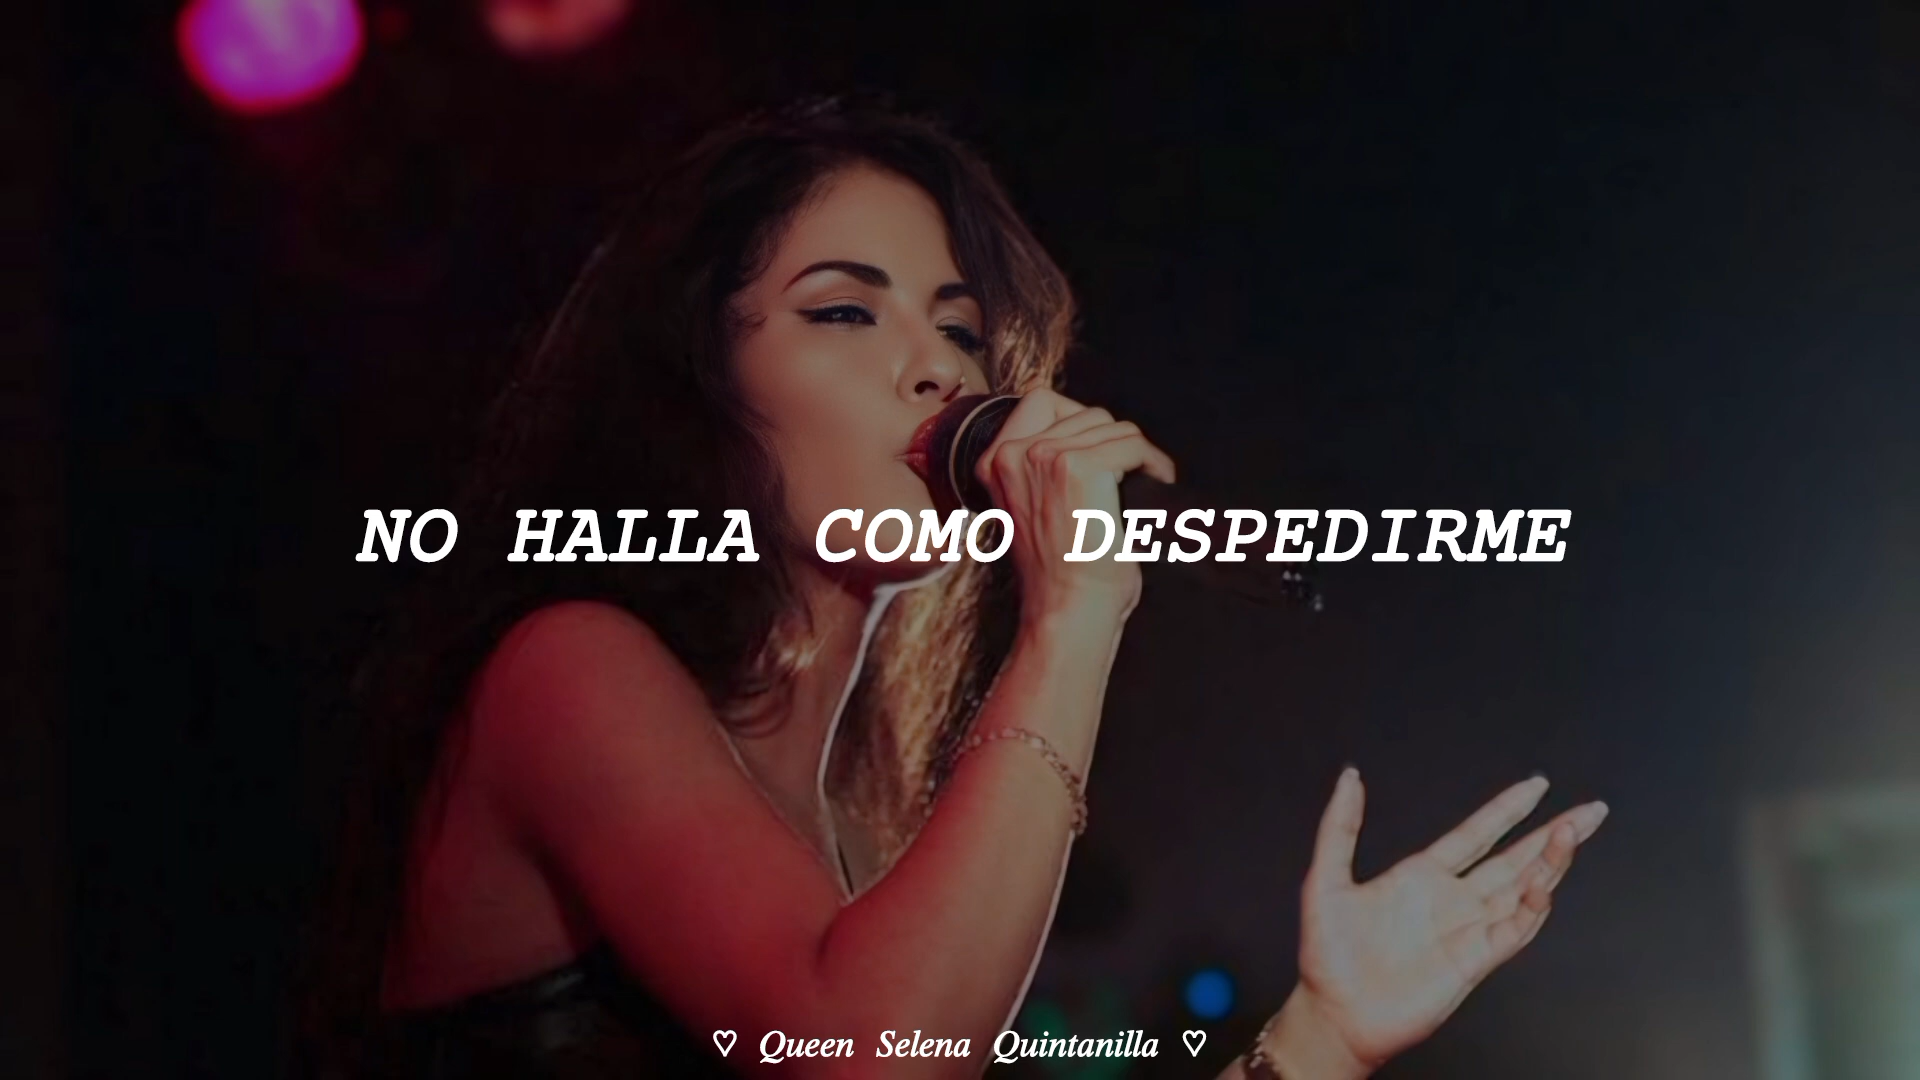 NO HALLA COMO DESPEDIRME
♡ Queen Selena Quintanilla ♡